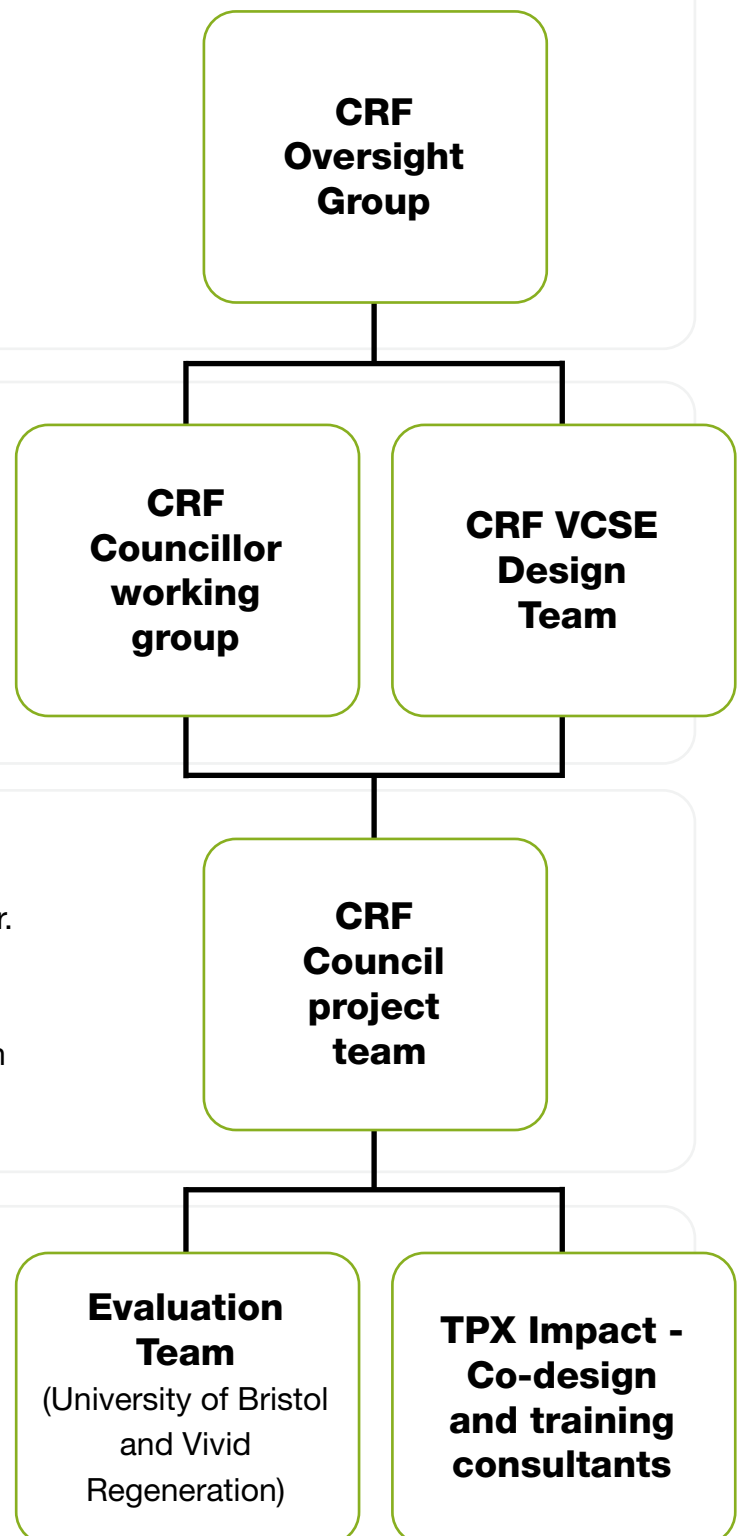 CRF
Oversight
Group
CRF
Councillor
working
group
CRF VCSE
Design
Team
r.
n
CRF
Council
project
team
Evaluation
Team
(University of Bristol
and Vivid
Regeneration)
TPX Impact -
Co-design
and training
consultants